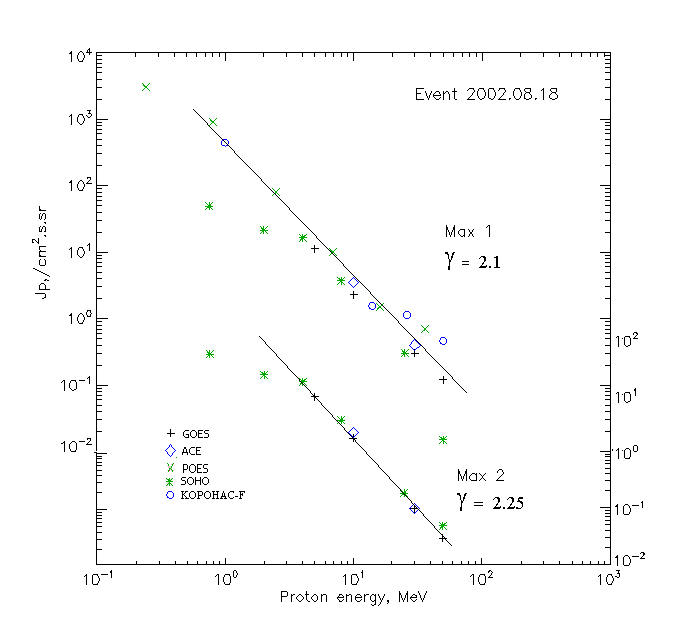 10⁴
Event 2002.08.18
10³
10²
Jp,/cm².s.sr
Max 1
γ = 2.1
10¹
10⁰
10²
10⁻¹
10¹
GOES
ACE
POES
SOHO
KOPOHAC-F
10⁻²
10⁰
Max 2
γ = 2.25
10⁻¹
10⁻²
10⁻¹ 10⁰ 10¹ 10² 10³
Proton energy, MeV